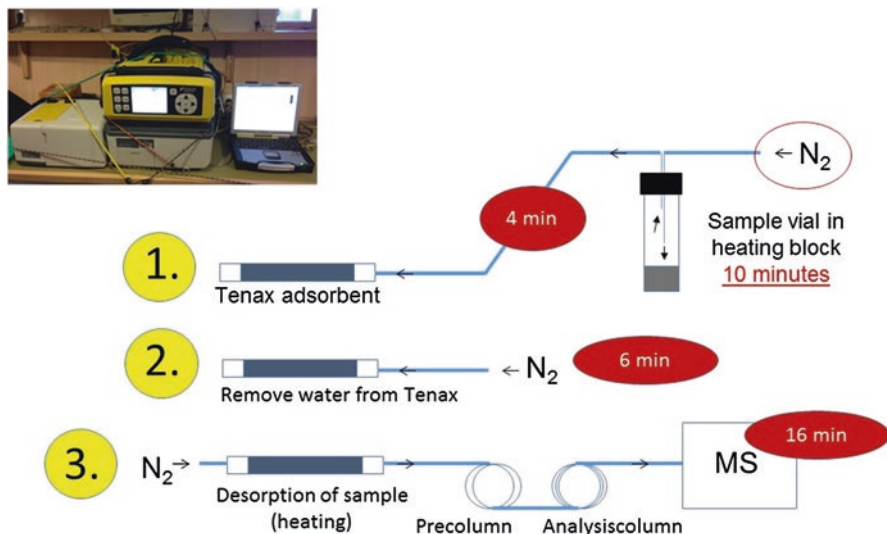 N2
4 min
Sample vial in
heating block
10 minutes
1.
Tenax adsorbent
2.
N2
6 min
Remove water from Tenax
3.
N2
16 min
MS
Desorption of sample
(heating)
Precolumn
Analysiscolumn